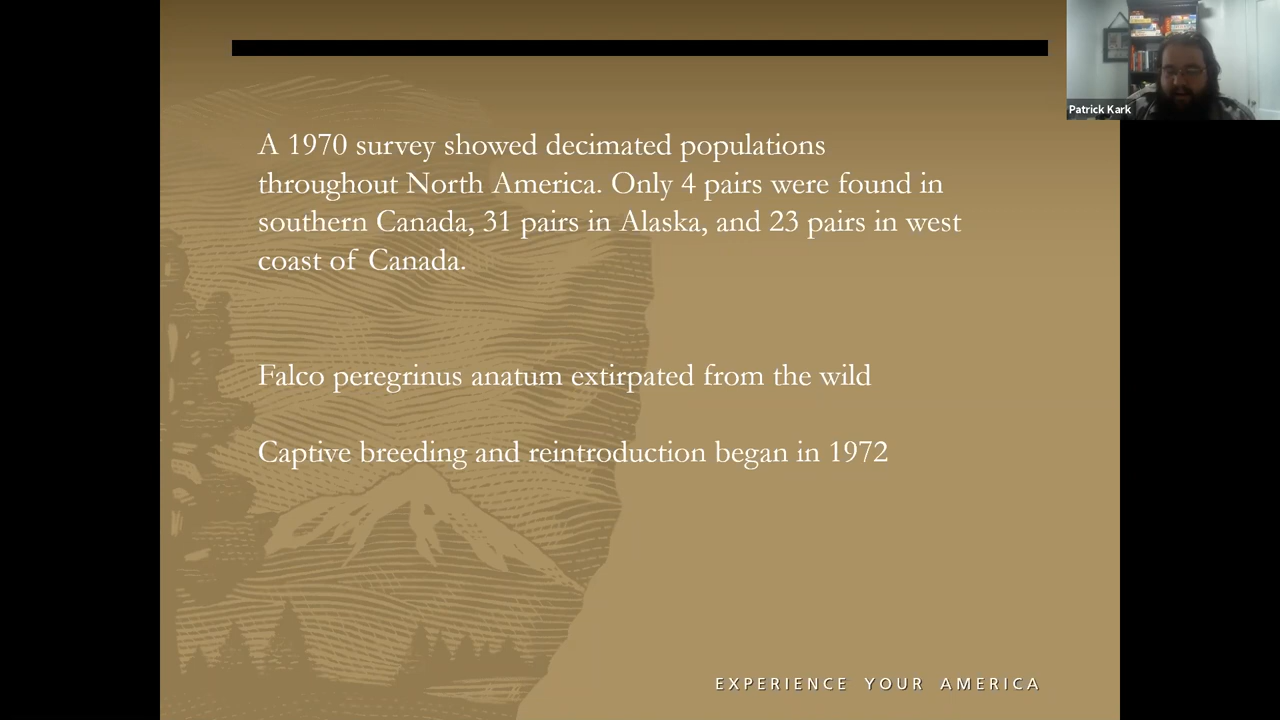 Patrick Kark
A 1970 survey showed decimated populations
throughout North America. Only 4 pairs were found in
southern Canada, 31 pairs in Alaska, and 23 pairs in west
coast of Canada.
Falco peregrinus anatum extirpated from the wild
Captive breeding and reintroduction began in 1972
EXPERIENCE YOUR AMERICA